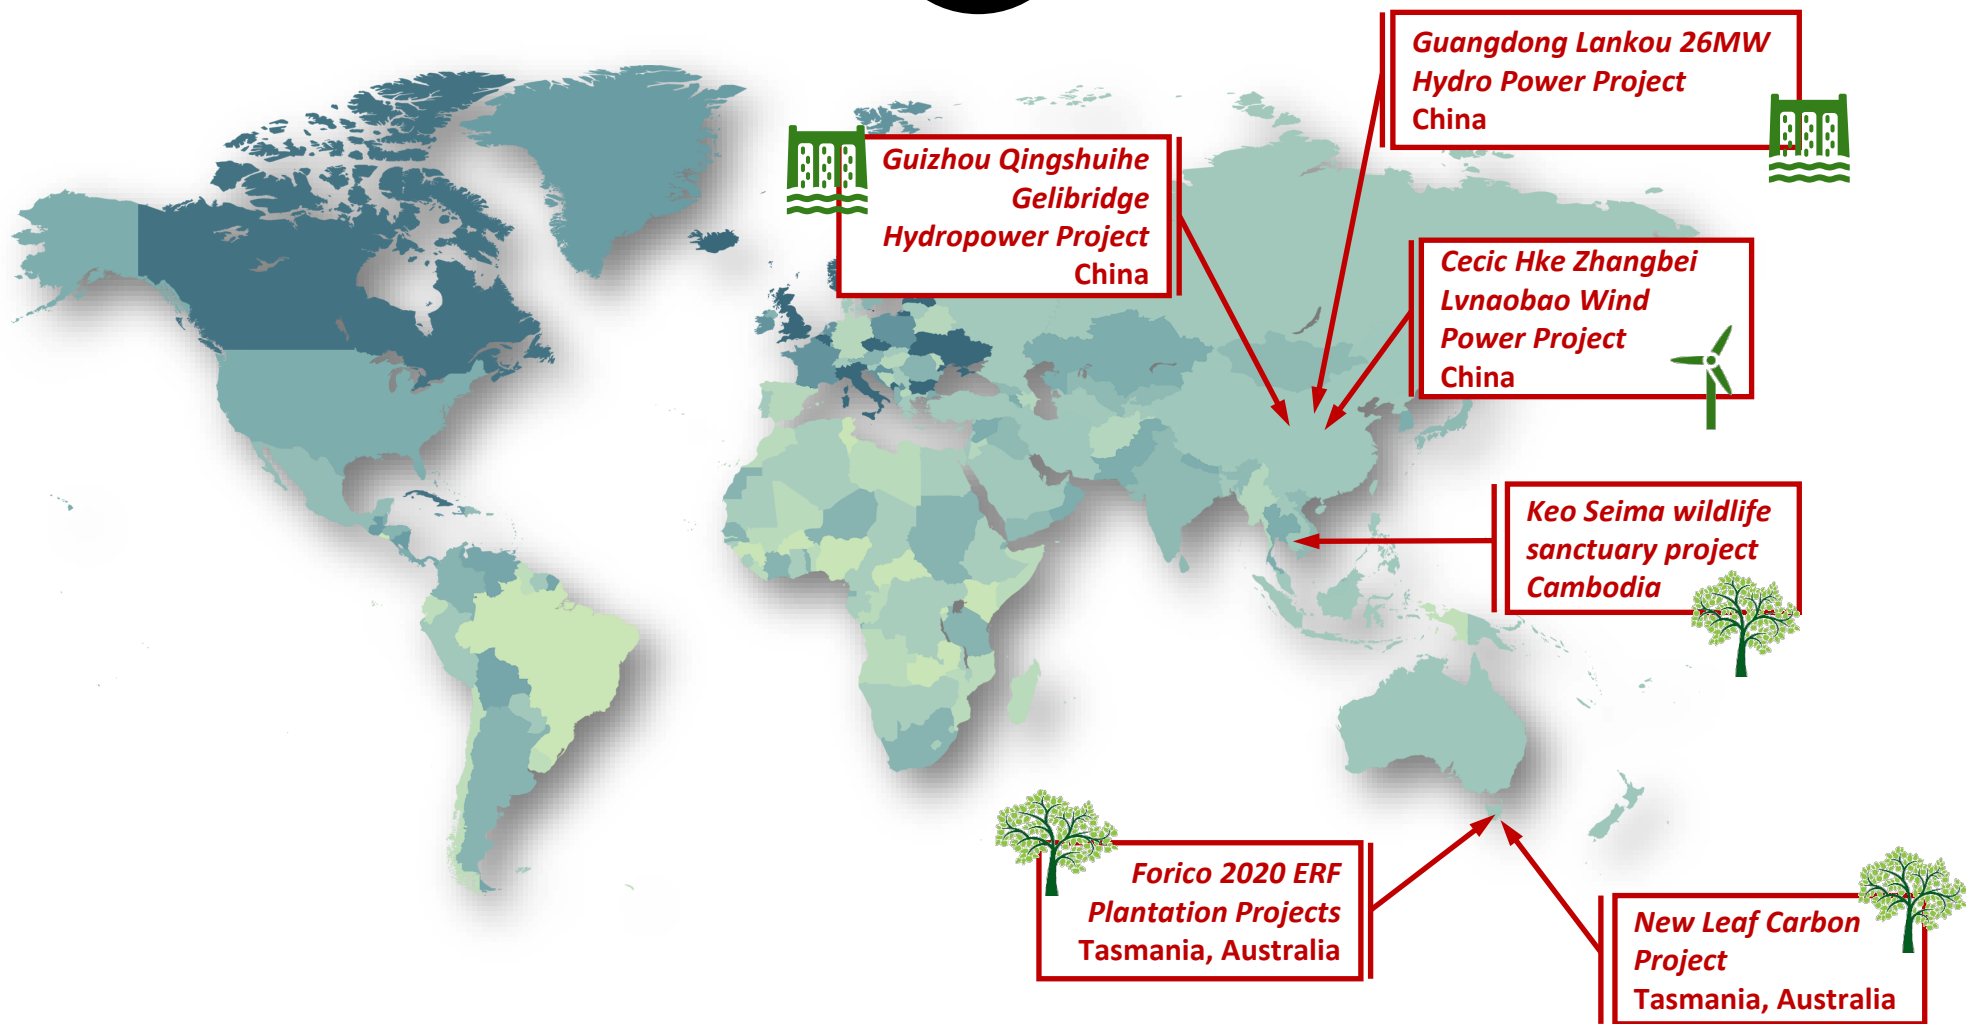 Guangdong Lankou 26MW
Hydro Power Project
China
Guizhou Qingshuihe
Gelibridge
Hydropower Project
China
Cecic Hke Zhangbei
Lvnaobao Wind
Power Project
China
Keo Seima wildlife
sanctuary project
Cambodia
Forico 2020 ERF
Plantation Projects
Tasmania, Australia
New Leaf Carbon
Project
Tasmania, Australia